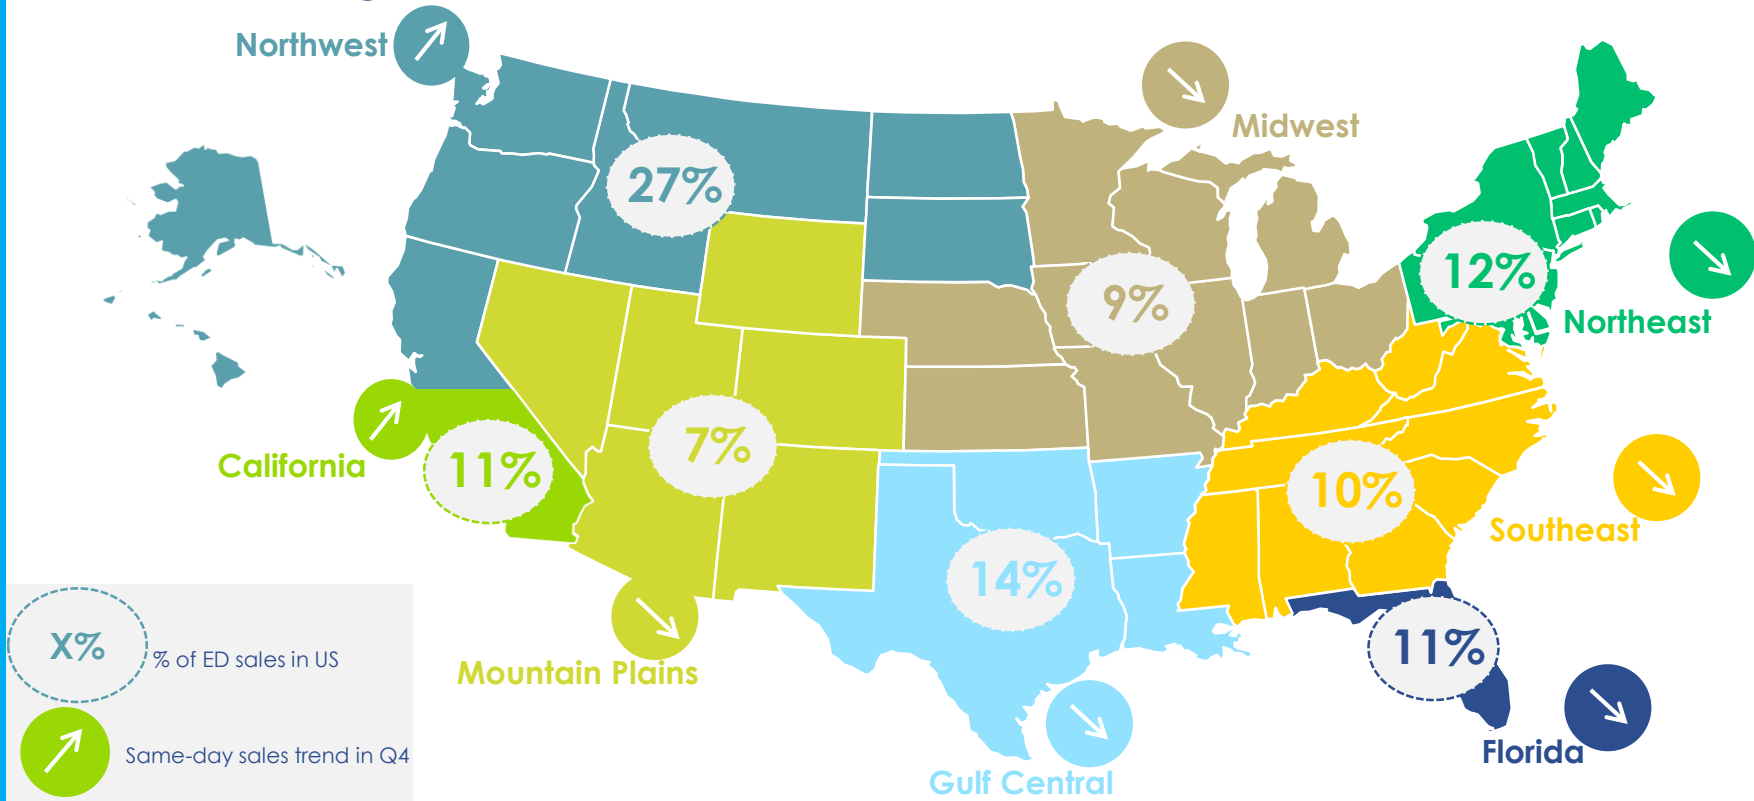 Northwest
Midwest
27%
12%
9%
Northeast
7%
California
11%
10%
Southeast
14%
X%
% of ED sales in US
11%
Mountain Plains
Same-day sales trend in Q4
Florida
Gulf Central